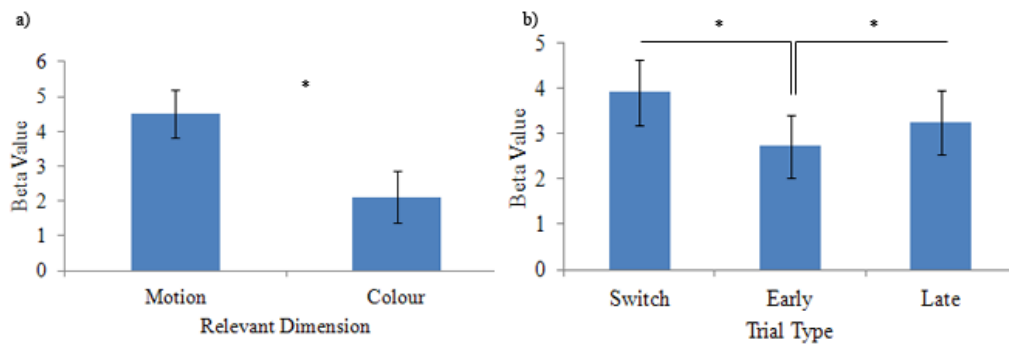 a)
*
6
5
4
3
2
1
0
Beta Value
Motion Colour
Relevant Dimension
b)
* *
5
4
3
2
1
0
Beta Value
Switch Early Late
Trial Type